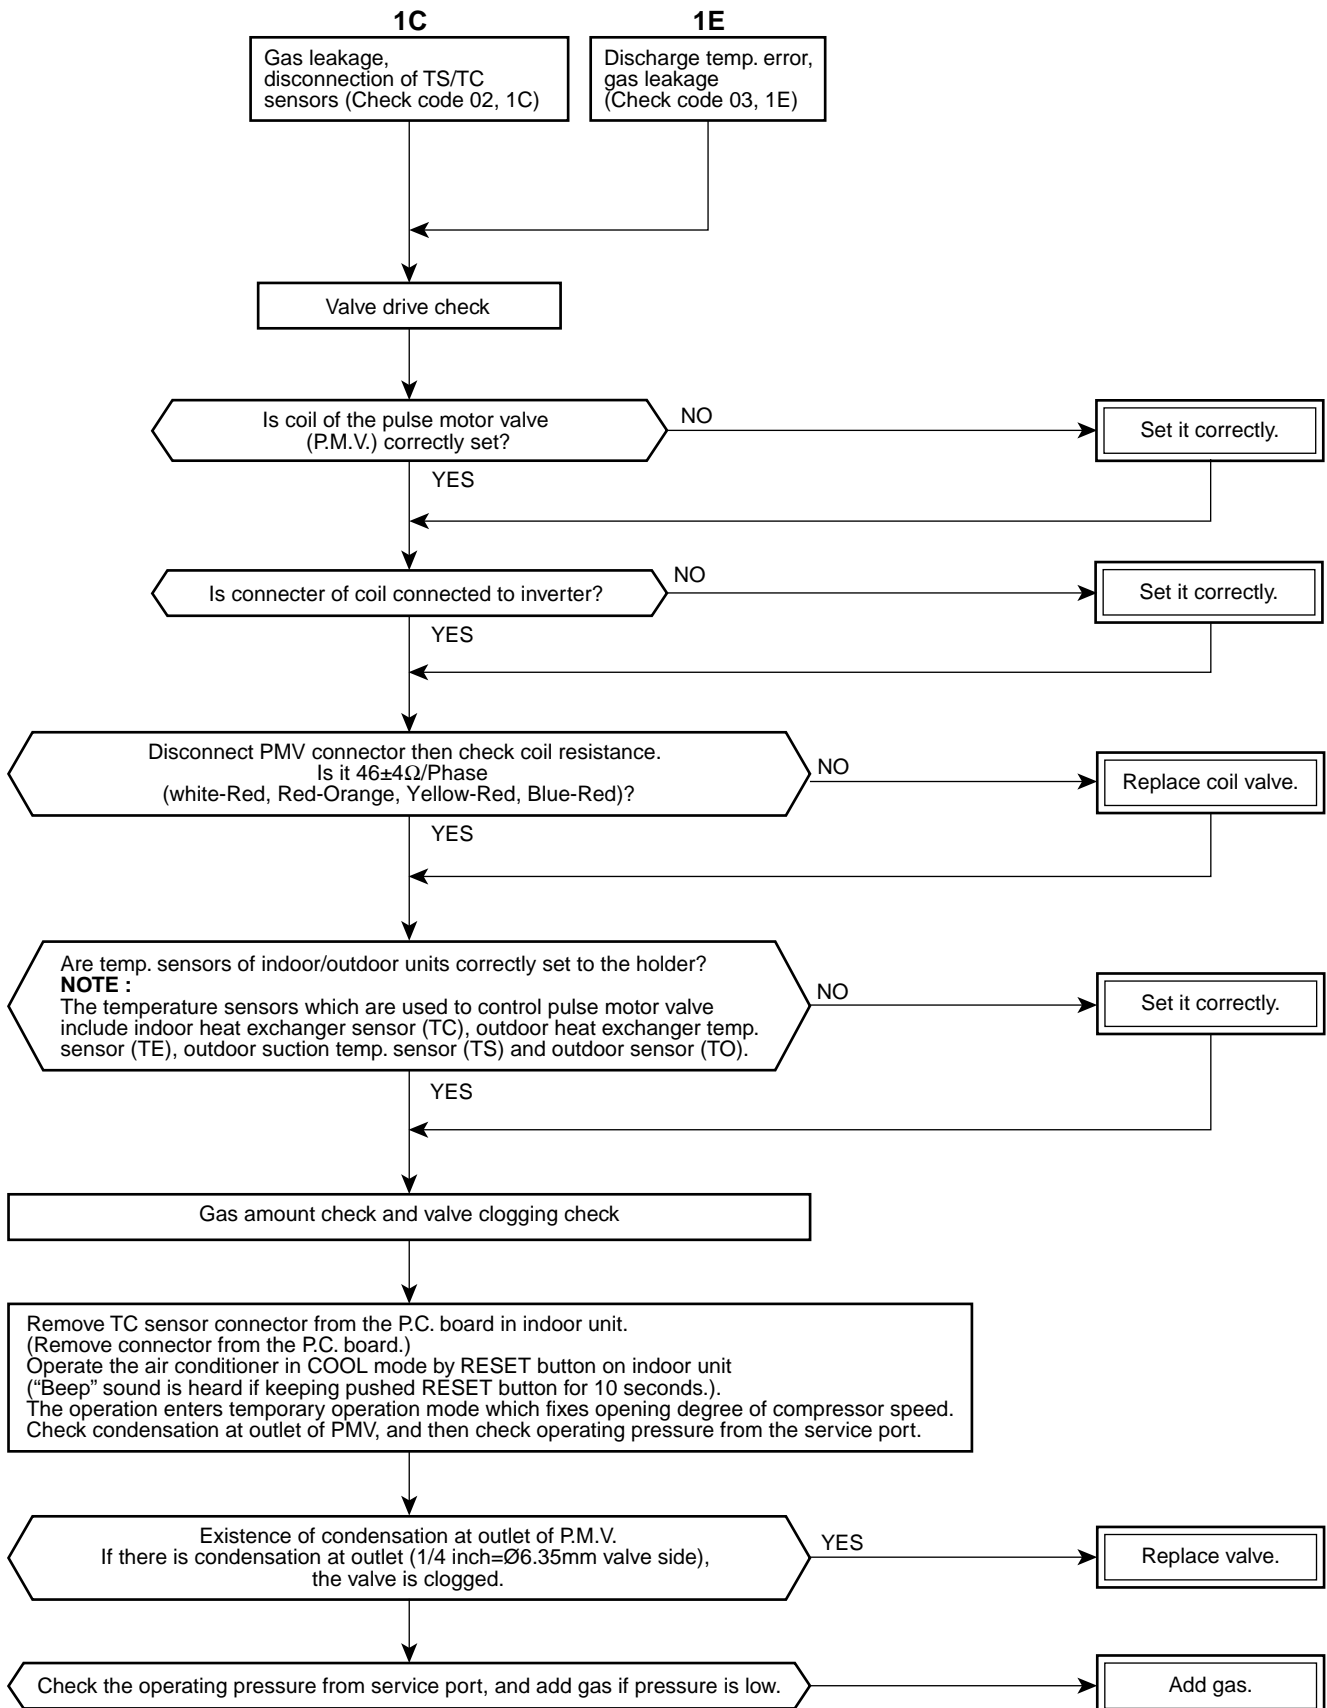 1C
Gas leakage,
disconnection of TS/TC
sensors (Check code 02, 1C)
1E
Discharge temp. error,
gas leakage
(Check code 03, 1E)
Valve drive check
Is coil of the pulse motor valve
(P.M.V.) correctly set?
NO
Set it correctly.
YES
Is connecter of coil connected to inverter?
NO
Set it correctly.
YES
Disconnect PMV connector then check coil resistance.
Is it 46±4Ω/Phase
(white-Red, Red-Orange, Yellow-Red, Blue-Red)?
NO
Replace coil valve.
YES
Are temp. sensors of indoor/outdoor units correctly set to the holder?
NOTE :
The temperature sensors which are used to control pulse motor valve
include indoor heat exchanger sensor (TC), outdoor heat exchanger temp.
sensor (TE), outdoor suction temp. sensor (TS) and outdoor sensor (TO).
NO
Set it correctly.
YES
Gas amount check and valve clogging check
Remove TC sensor connector from the P.C. board in indoor unit.
(Remove connector from the P.C. board.)
Operate the air conditioner in COOL mode by RESET button on indoor unit
(“Beep” sound is heard if keeping pushed RESET button for 10 seconds.).
The operation enters temporary operation mode which fixes opening degree of compressor speed.
Check condensation at outlet of PMV, and then check operating pressure from the service port.
Existence of condensation at outlet of P.M.V.
If there is condensation at outlet (1/4 inch=Ø6.35mm valve side),
the valve is clogged.
YES
Replace valve.
Check the operating pressure from service port, and add gas if pressure is low.
Add gas.